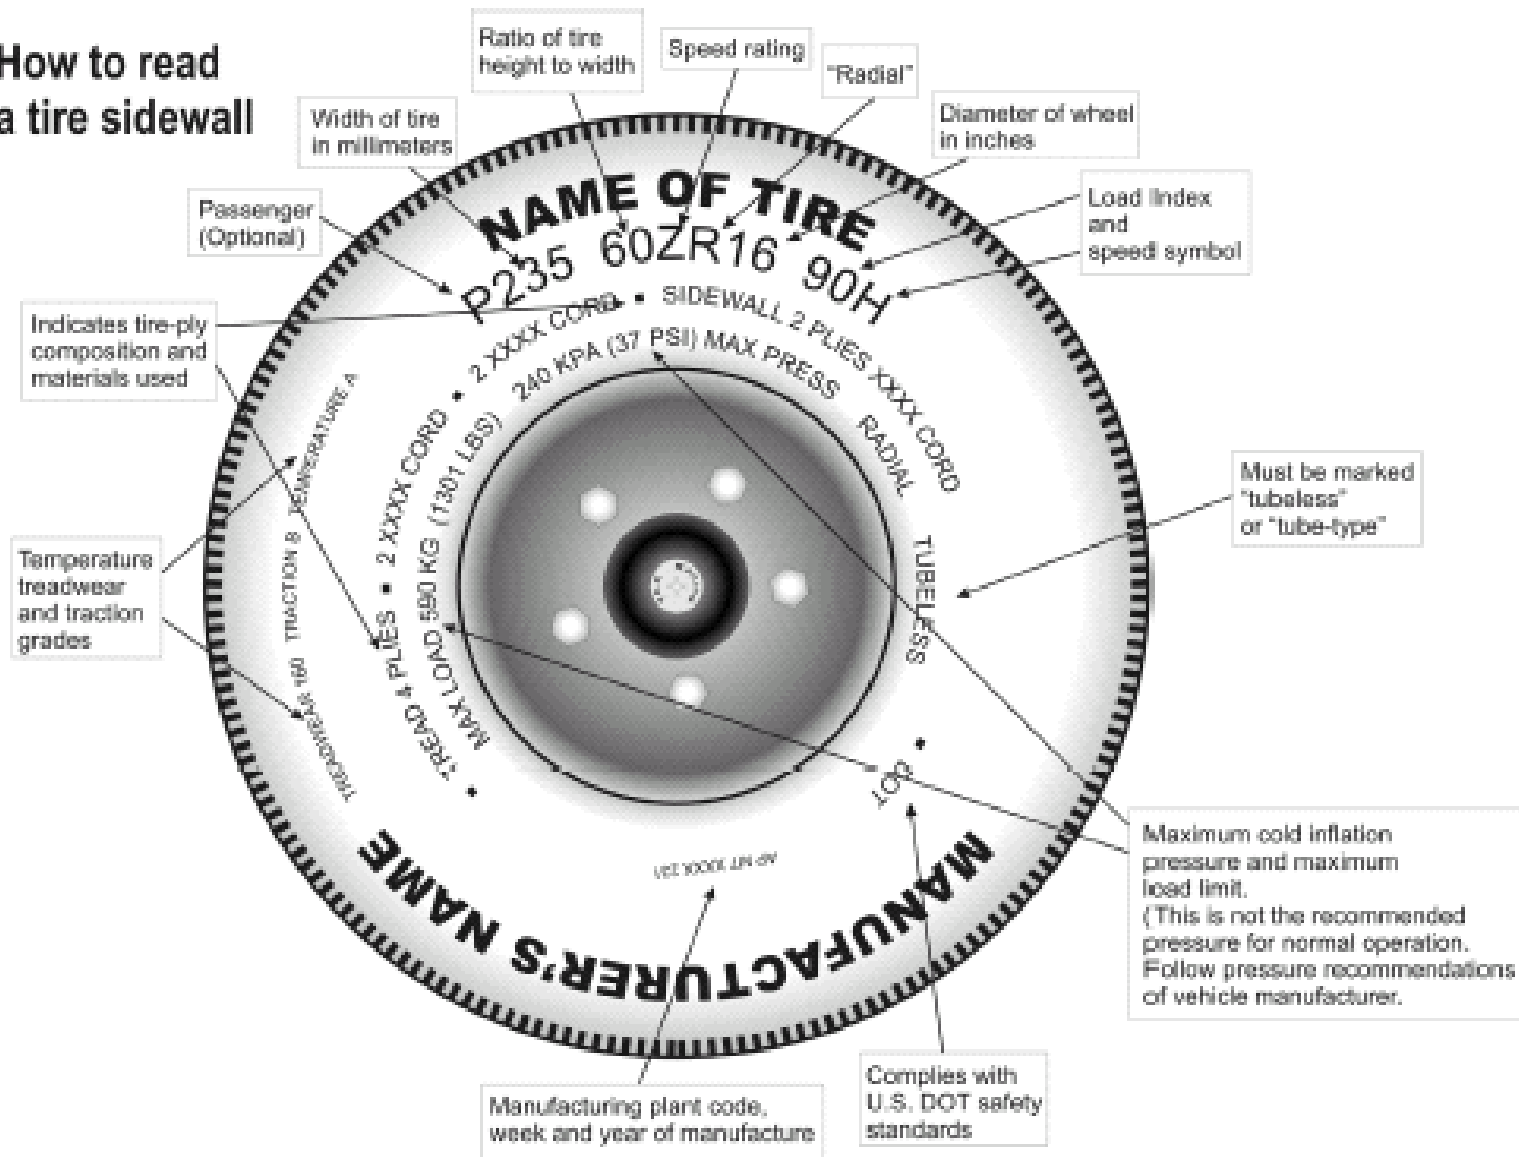 How to read
a tire sidewall
Ratio of tire
height to width
Speed rating
"Radial"
Width of tire
in millimeters
Diameter of wheel
in inches
Passenger
(Optional)
Load Iindex
and
speed symbol
NAME OF TIRE
P235 60ZR16 90H
Indicates tire-ply
composition and
materials used
• TREAD 4 PLIES • 2 XXXX CORD • 2 XXXX CORD • SIDEWALL 2 PLIES XXXX CORD
MAX LOAD 590 KG (1301 LBS) 240 KPA (37 PSI) MAX PRESS RADIAL TUBELESS
TREADWEAR 160 TRACTION B TEMPERATURE A
Must be marked
"tubeless"
or "tube-type"
Temperature
treadwear
and traction
grades
• DOT
MANUFACTURER'S NAME
Maximum cold inflation
pressure and maximum
load limit.
(This is not the recommended
pressure for normal operation.
Follow pressure recommendations
of vehicle manufacturer.
Manufacturing plant code,
week and year of manufacture
Complies with
U.S. DOT safety
standards